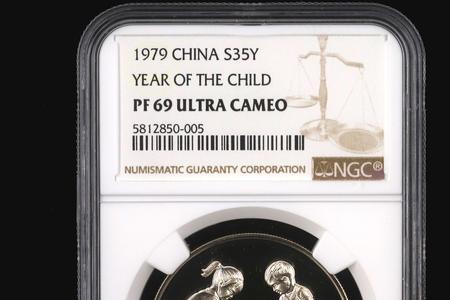 1979 CHINA S35Y
YEAR OF THE CHILD
PF 69 ULTRA CAMEO
5812850-005
NUMISMATIC GUARANTY CORPORATION
NGC®